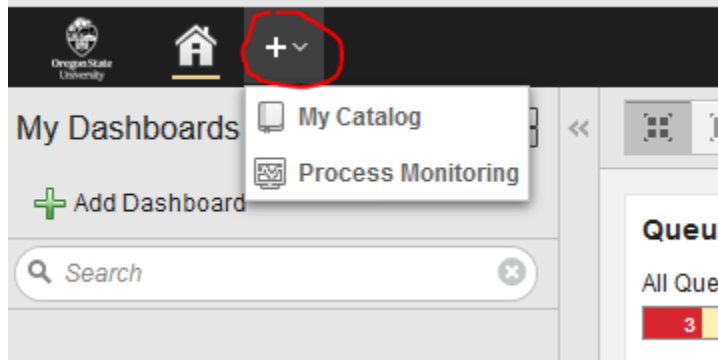 Oregon State
University
+
My Catalog
My Dashboards
Process Monitoring
Add Dashboard
Search
Queu
All Que
3